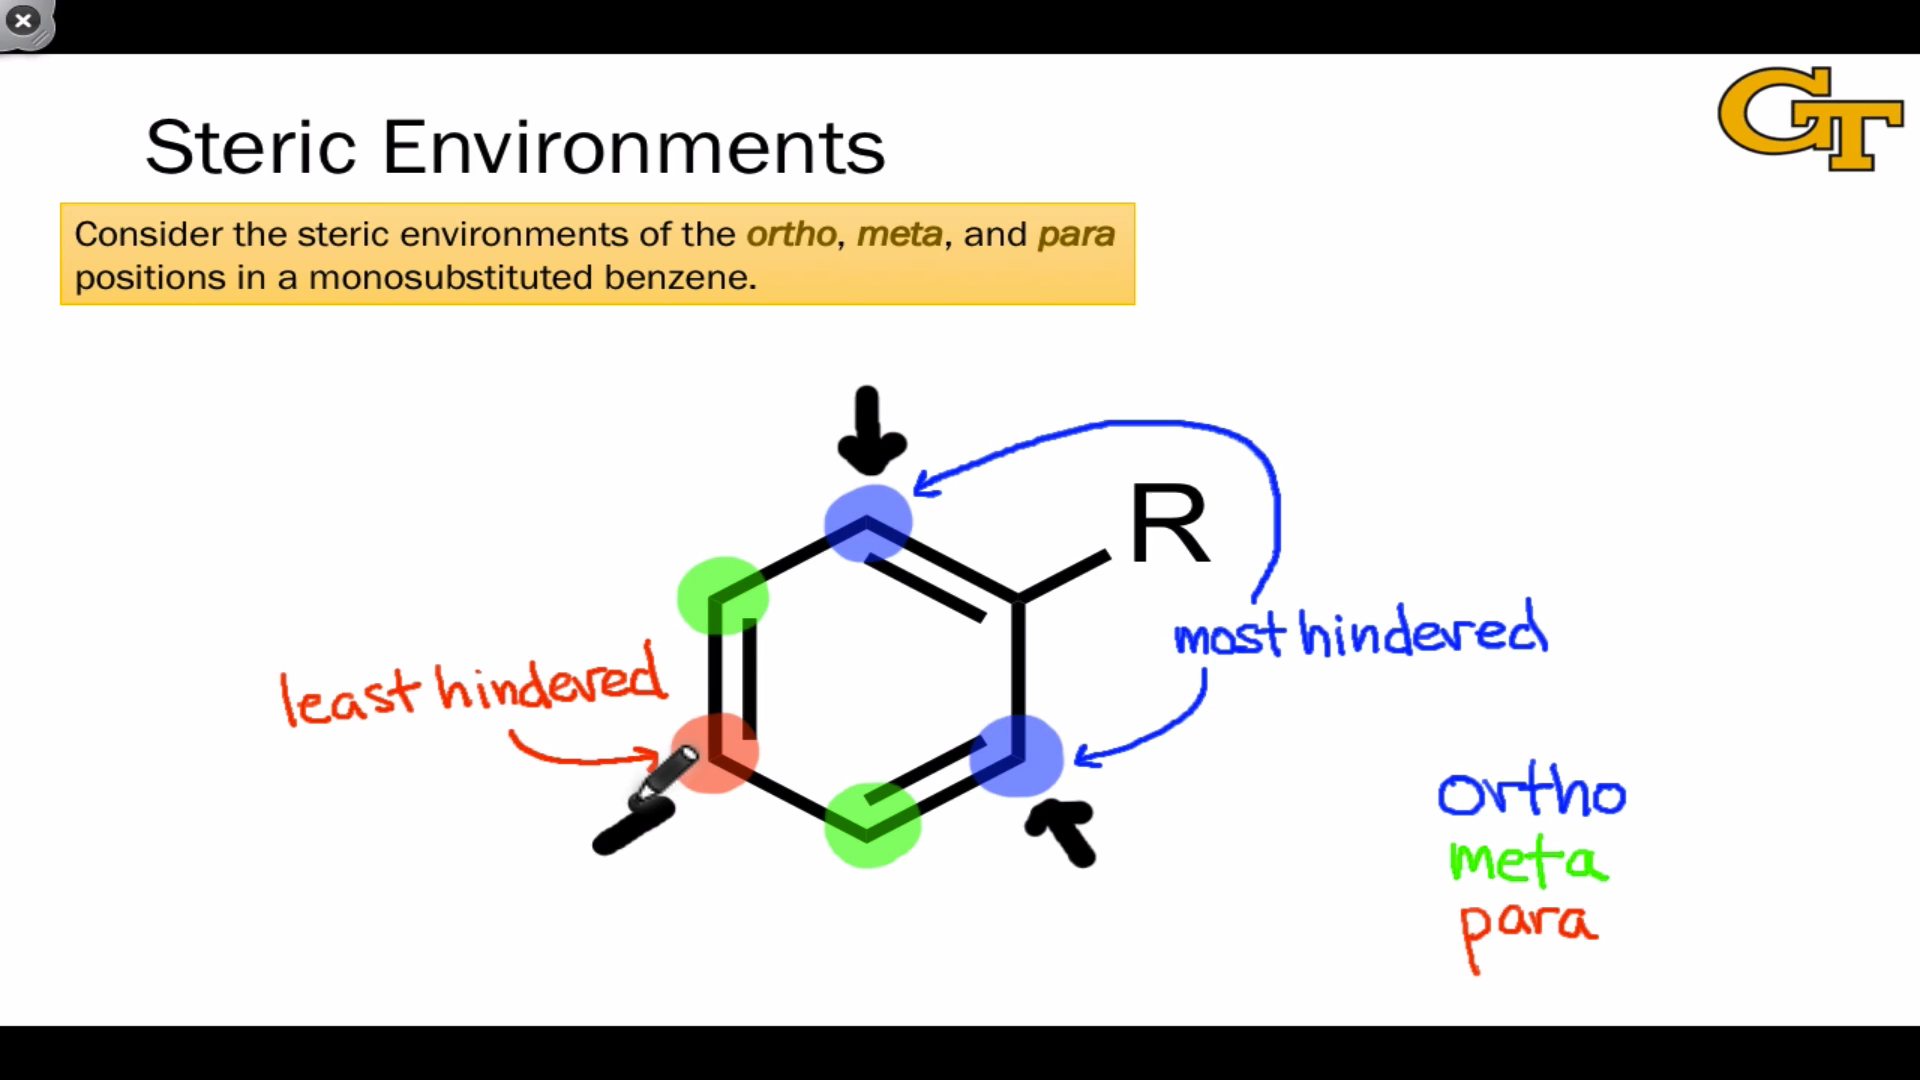 GT
Steric Environments
Consider the steric environments of the ortho, meta, and para
positions in a monosubstituted benzene.
R
most hindered
least hindered
ortho
meta
para